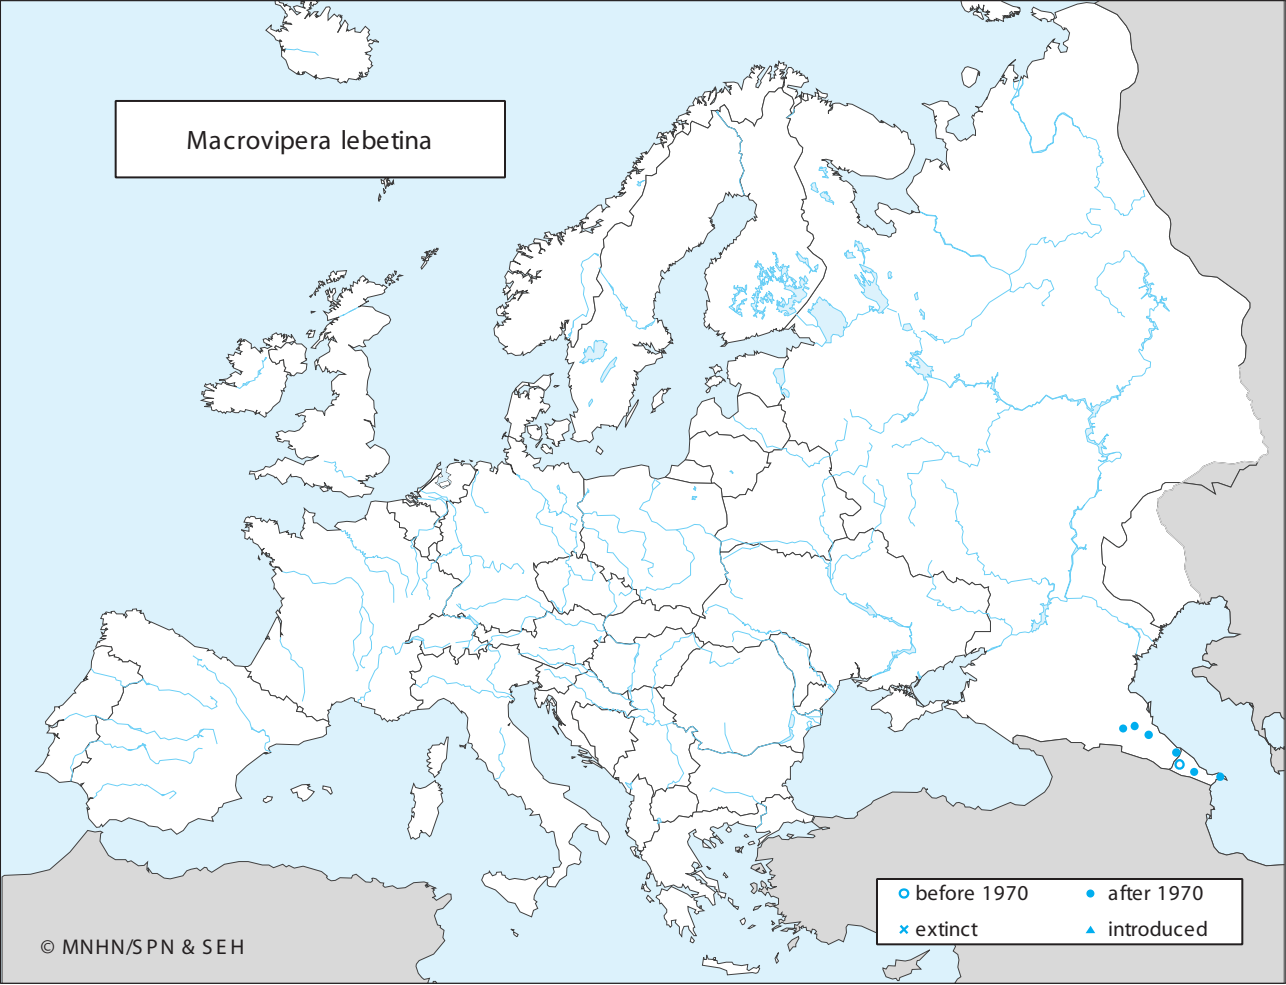 Macrovipera lebetina
before 1970
after 1970
extinct
introduced
© MNHN/SPN & SEH